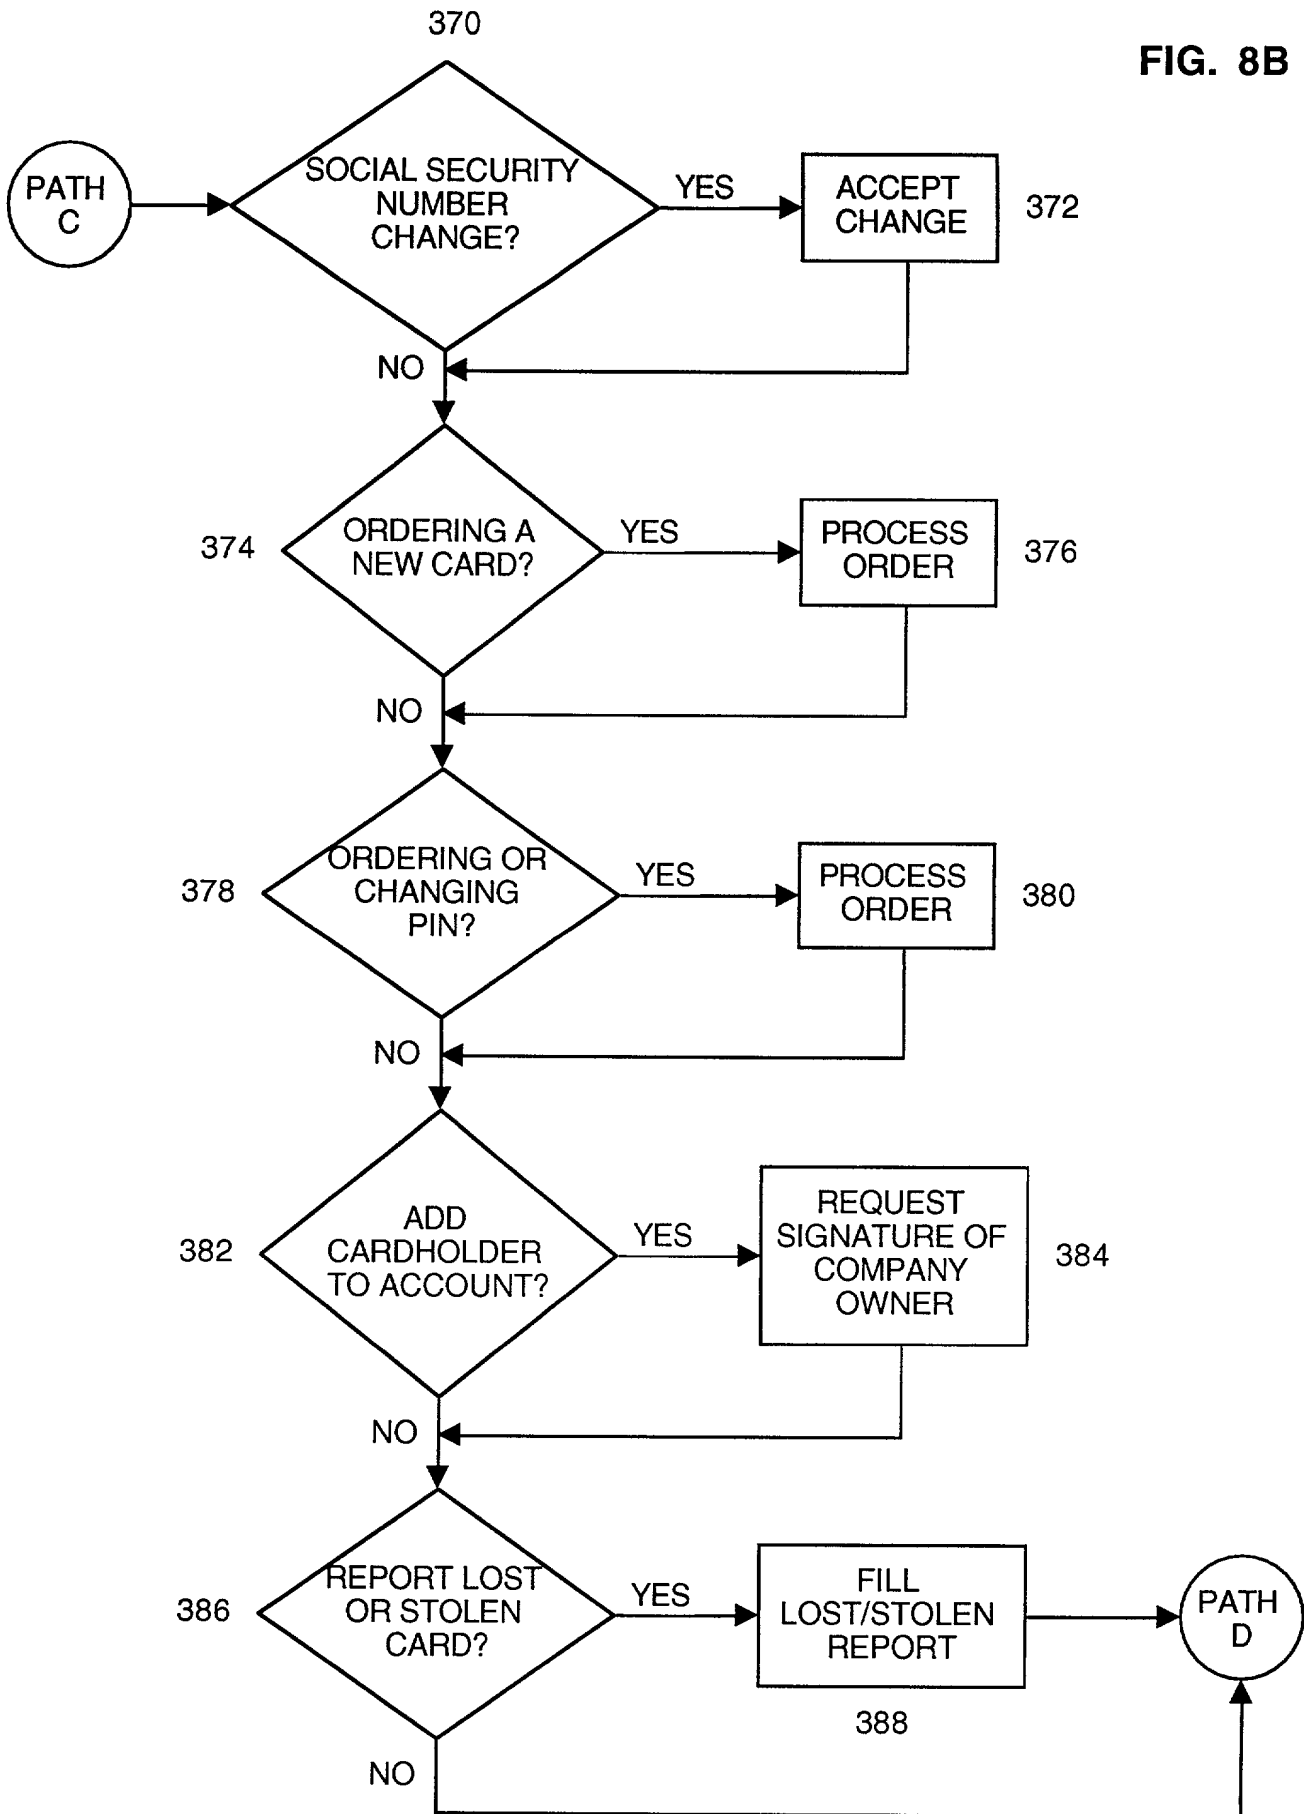 370
FIG. 8B
PATH
C
SOCIAL SECURITY
NUMBER
CHANGE?
YES
ACCEPT
CHANGE
372
NO
374
ORDERING A
NEW CARD?
YES
PROCESS
ORDER
376
NO
378
ORDERING OR
CHANGING
PIN?
YES
PROCESS
ORDER
380
NO
382
ADD
CARDHOLDER
TO ACCOUNT?
YES
REQUEST
SIGNATURE OF
COMPANY
OWNER
384
NO
386
REPORT LOST
OR STOLEN
CARD?
YES
FILL
LOST/STOLEN
REPORT
388
PATH
D
NO